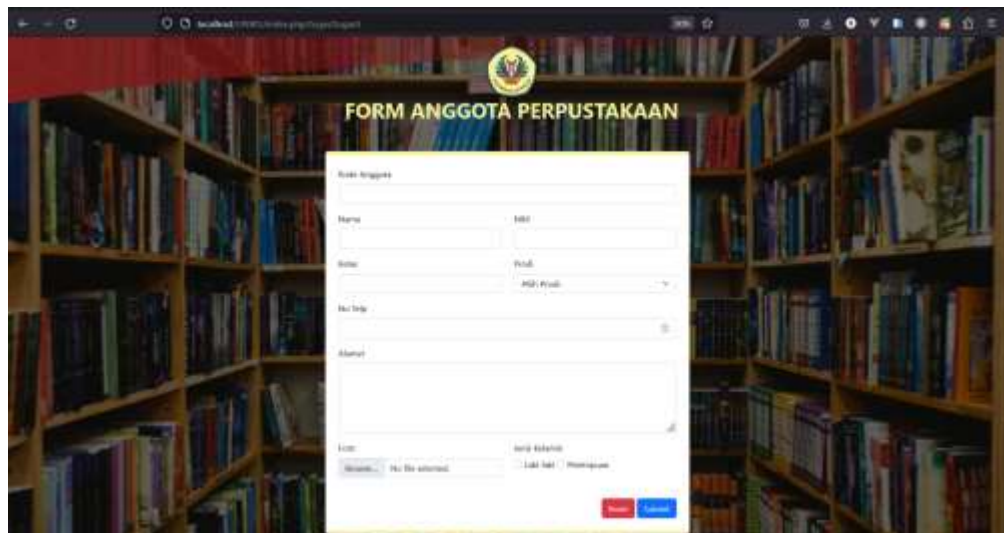 FORM ANGGOTA PERPUSTAKAAN
Kode Anggota
Nama
NIM
Kelas
Prodi
Pilih Prodi
No Telp
Alamat
Foto
Jenis Kelamin
Browse... No file selected.
Laki-laki Perempuan
Reset Submit